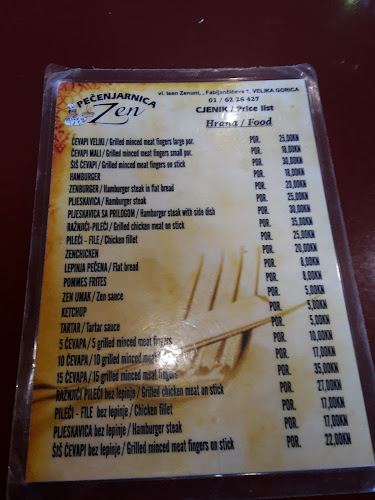 PEČENJARNICA
Zen
vl. Isen Zenuni, , Fabijanšićeva 1, VELIKA GORICA
01 / 62 26 427
CJENIK / Price list
Hrana / Food
ČEVAPI VELIKI / Grilled minced meat fingers large por. POR. 25,00KN
ČEVAPI MALI / Grilled minced meat fingers small por. POR. 18,00KN
ŠIŠ ČEVAPI / Grilled minced meat fingers on stick POR. 30,00KN
HAMBURGER POR. 18,00KN
ZENBURGER / Hamburger steak in flat bread POR. 20,00KN
PLJESKAVICA / Hamburger steak POR. 25,00KN
PLJESKAVICA SA PRILOGOM / Hamburger steak with side dish POR. 30,00KN
RAŽNJIĆI-PILEĆI / Grilled chicken meat on stick POR. 35,00KN
PILEĆI - FILE / Chicken fillet POR. 25,00KN
ZENCHICKEN POR. 20,00KN
LEPINJA PEČENA / Flat bread POR. 8,00KN
POMMES FRITES POR. 8,00KN
ZEN UMAK / Zen sauce POR. 5,00KN
KETCHUP POR. 5,00KN
TARTAR / Tartar sauce POR. 5,00KN
5 ČEVAPA / 5 grilled minced meat fingers POR. 10,00KN
10 ČEVAPA / 10 grilled minced meat fingers POR. 17,00KN
15 ČEVAPA / 15 grilled minced meat fingers POR. 35,00KN
RAŽNJIĆI PILEĆI bez lepinje / Grilled chicken meat on stick POR. 27,00KN
PILEĆI - FILE bez lepinje / Chicken fillet POR. 17,00KN
PLJESKAVICA bez lepinje / Hamburger steak POR. 17,00KN
ŠIŠ ČEVAPI bez lepinje / Grilled minced meat fingers on stick POR. 22,00KN